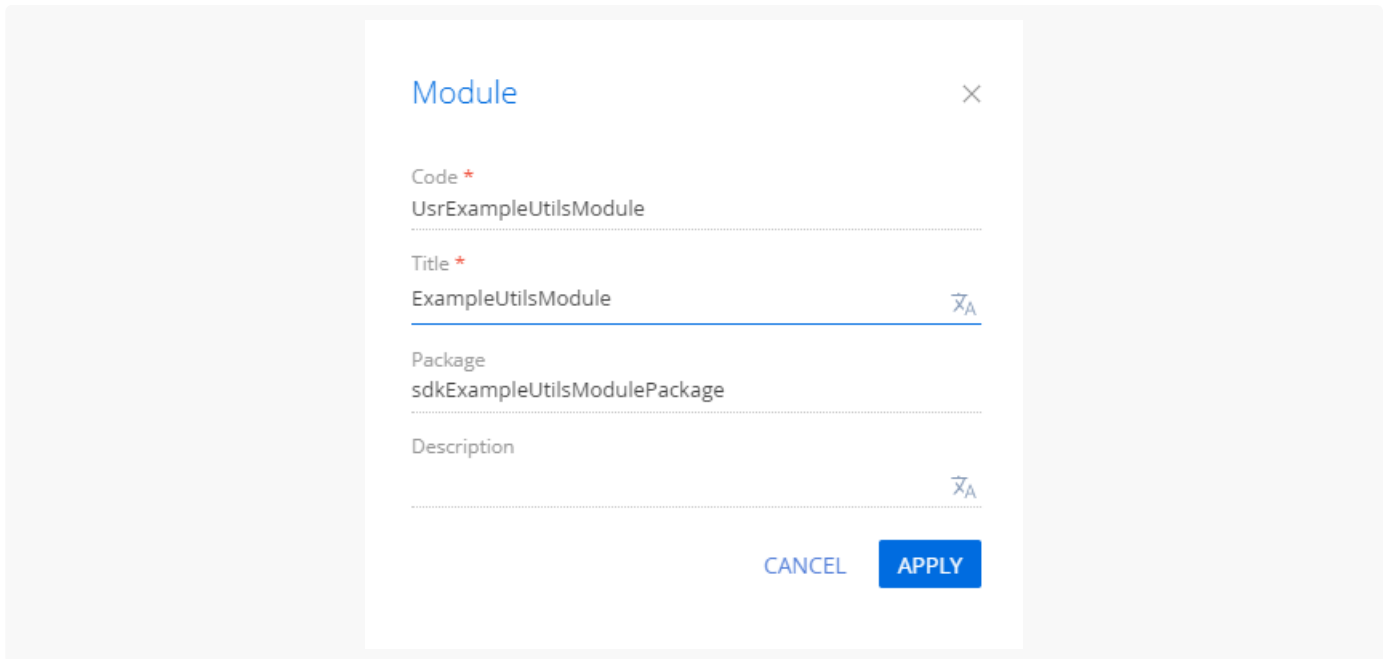 Module
Code *
UsrExampleUtilsModule
Title *
ExampleUtilsModule
Package
sdkExampleUtilsModulePackage
Description
CANCEL APPLY